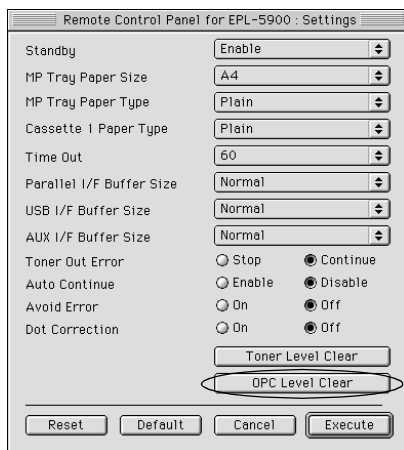 Remote Control Panel for EPL-5900 : Settings
Standby Enable
MP Tray Paper Size A4
MP Tray Paper Type Plain
Cassette 1 Paper Type Plain
Time Out 60
Parallel I/F Buffer Size Normal
USB I/F Buffer Size Normal
AUX I/F Buffer Size Normal
Toner Out Error Stop Continue
Auto Continue Enable Disable
Avoid Error On Off
Dot Correction On Off
Toner Level Clear
OPC Level Clear
Reset Default Cancel Execute